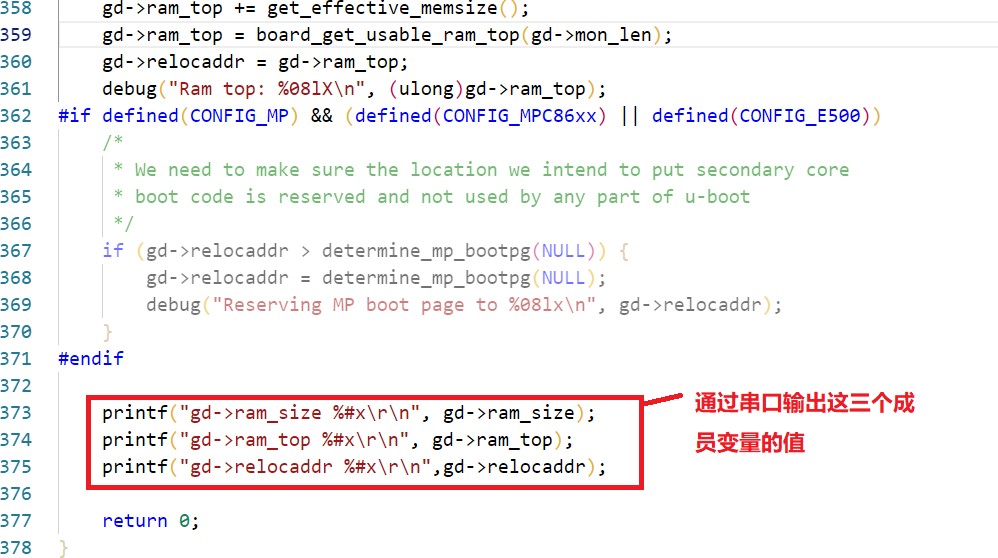 358 gd->ram_top += get_effective_memsize();
359 gd->ram_top = board_get_usable_ram_top(gd->mon_len);
360 gd->relocaddr = gd->ram_top;
361 debug("Ram top: %08lX\n", (ulong)gd->ram_top);
362 #if defined(CONFIG_MP) && (defined(CONFIG_MPC86xx) || defined(CONFIG_E500))
363 /*
364 * We need to make sure the location we intend to put secondary core
365 * boot code is reserved and not used by any part of u-boot
366 */
367 if (gd->relocaddr > determine_mp_bootpg(NULL)) {
368 gd->relocaddr = determine_mp_bootpg(NULL);
369 debug("Reserving MP boot page to %08lx\n", gd->relocaddr);
370 }
371 #endif
372
373 printf("gd->ram_size %#x\r\n", gd->ram_size);
374 printf("gd->ram_top %#x\r\n", gd->ram_top);
375 printf("gd->relocaddr %#x\r\n",gd->relocaddr);
376
377 return 0;
378 }
通过串口输出这三个成
员变量的值